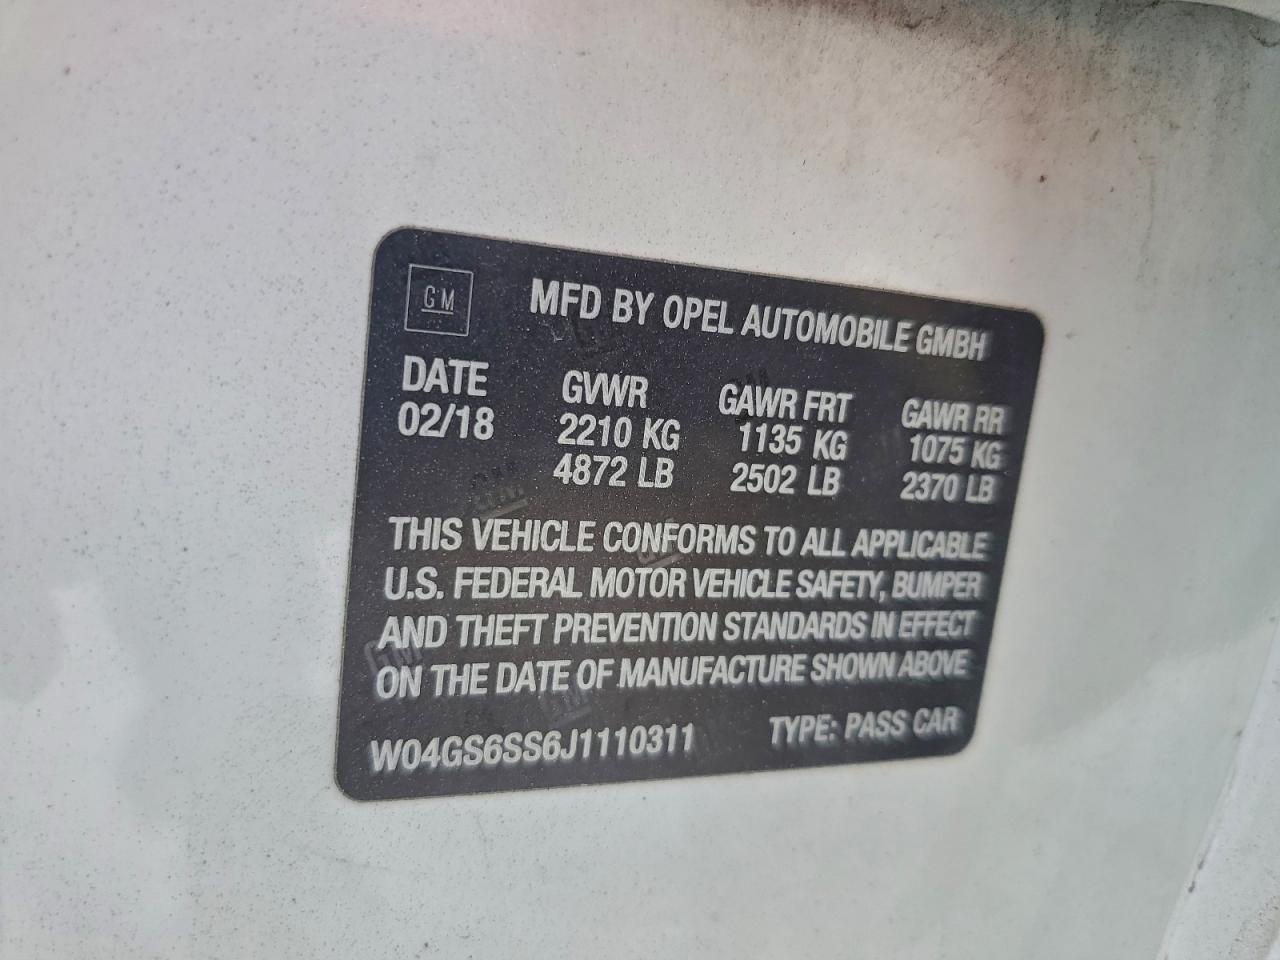 GM
MFD BY OPEL AUTOMOBILE GMBH
DATE GVWR GAWR FRT GAWR RR
02/18 2210 KG 1135 KG 1075 KG
4872 LB 2502 LB 2370 LB
THIS VEHICLE CONFORMS TO ALL APPLICABLE
U.S. FEDERAL MOTOR VEHICLE SAFETY, BUMPER
AND THEFT PREVENTION STANDARDS IN EFFECT
ON THE DATE OF MANUFACTURE SHOWN ABOVE
W04GS6SS6J1110311 TYPE: PASS CAR